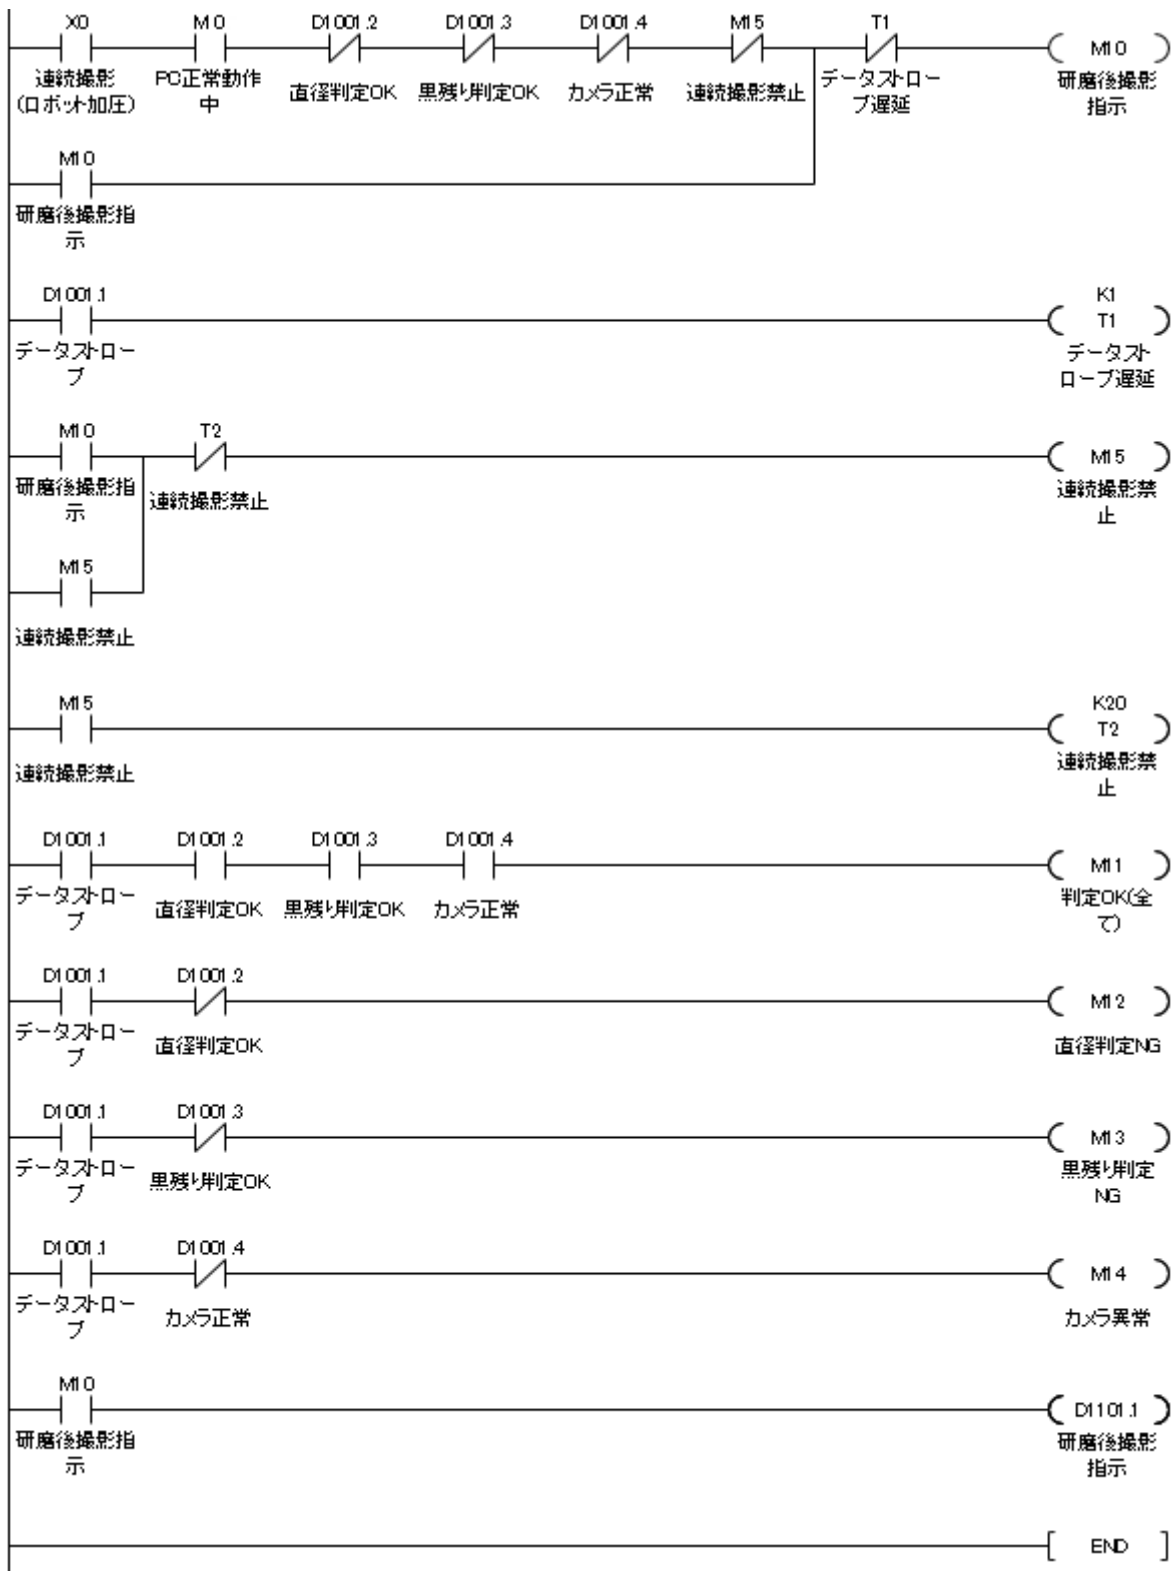 X0 M0 D1001.2 D1001.3 D1001.4 M15 T1
M10
連続撮影
(ロボット加圧)
PC正常動作
中
直径判定OK
黒残り判定OK
カメラ正常
連続撮影禁止
データストロー
ブ遅延
研磨後撮影
指示
M10
研磨後撮影指
示
D1001.1
K1
T1
データストロー
ブ
データスト
ローブ遅延
M10 T2
M15
研磨後撮影指
示
連続撮影禁止
連続撮影禁
止
M15
連続撮影禁止
M15
K20
T2
連続撮影禁止
連続撮影禁
止
D1001.1 D1001.2 D1001.3 D1001.4
M11
データストロー
ブ
直径判定OK
黒残り判定OK
カメラ正常
判定OK(全
て)
D1001.1 D1001.2
M12
データストロー
ブ
直径判定OK
直径判定NG
D1001.1 D1001.3
M13
データストロー
ブ
黒残り判定OK
黒残り判定
NG
D1001.1 D1001.4
M14
データストロー
ブ
カメラ正常
カメラ異常
M10
D1101.1
研磨後撮影指
示
研磨後撮影
指示
END